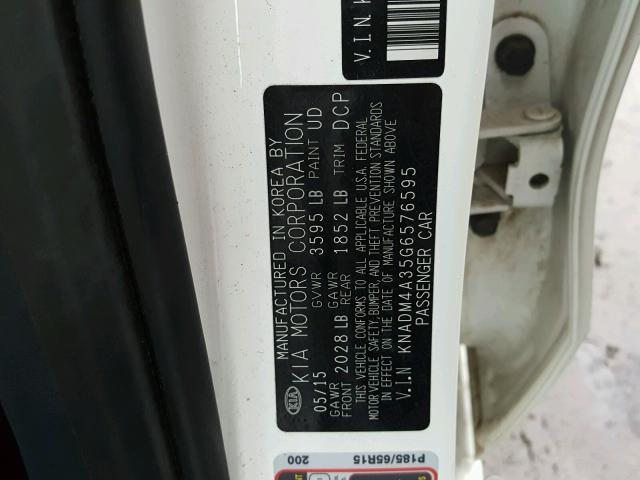 V.I.N K
MANUFACTURED IN KOREA BY
KIA MOTORS CORPORATION
KIA
05/15 GVWR 3595 LB PAINT UD
GAWR FRONT 2028 LB GAWR REAR 1852 LB TRIM DCP
THIS VEHICLE CONFORMS TO ALL APPLICABLE U.S.A. FEDERAL
MOTOR VEHICLE SAFETY, BUMPER, AND THEFT PREVENTION STANDARDS
IN EFFECT ON THE DATE OF MANUFACTURE SHOWN ABOVE
V.I.N KNADM4A35G6576595
PASSENGER CAR
P185/65R15
200